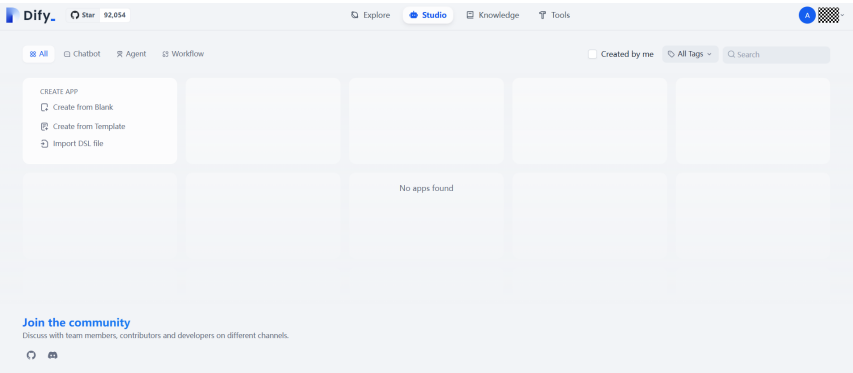 Dify_ Star 92,054 Explore Studio Knowledge Tools A
All Chatbot Agent Workflow Created by me All Tags Search
CREATE APP
Create from Blank
Create from Template
Import DSL file
No apps found
Join the community
Discuss with team members, contributors and developers on different channels.